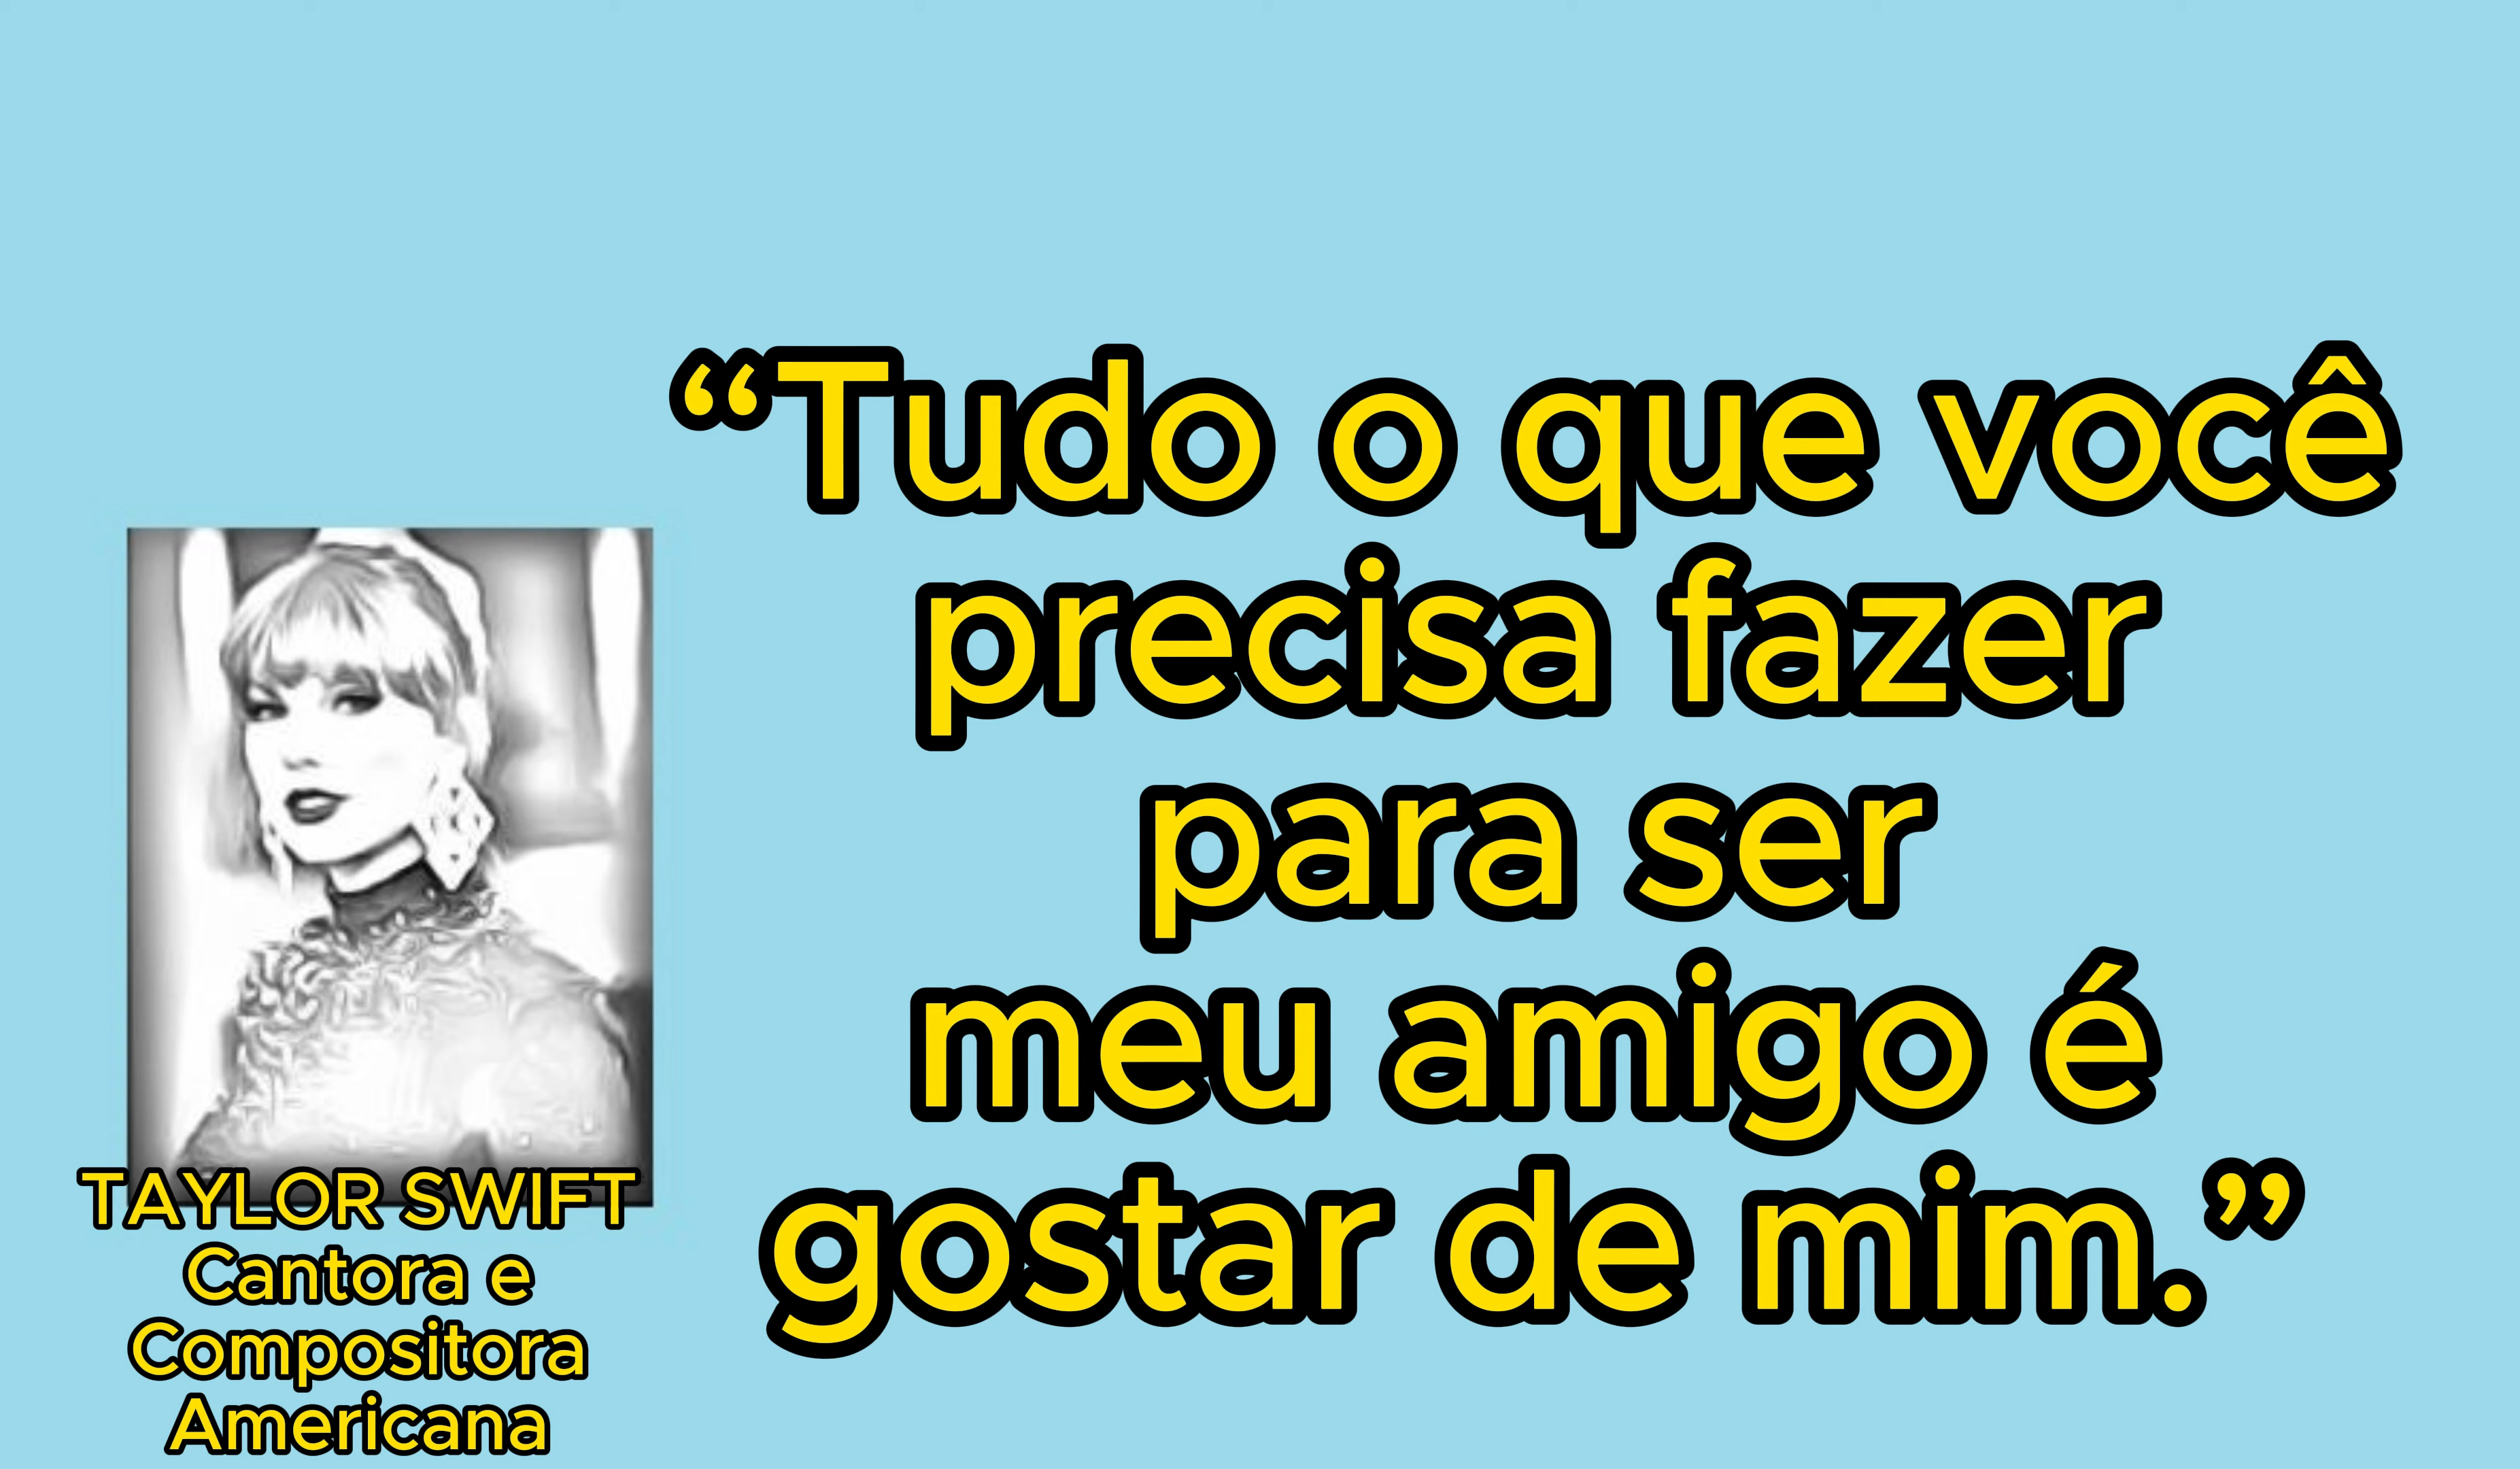 “Tudo o que você
precisa fazer
para ser
meu amigo é
gostar de mim.”
TAYLOR SWIFT
Cantora e
Compositora
Americana